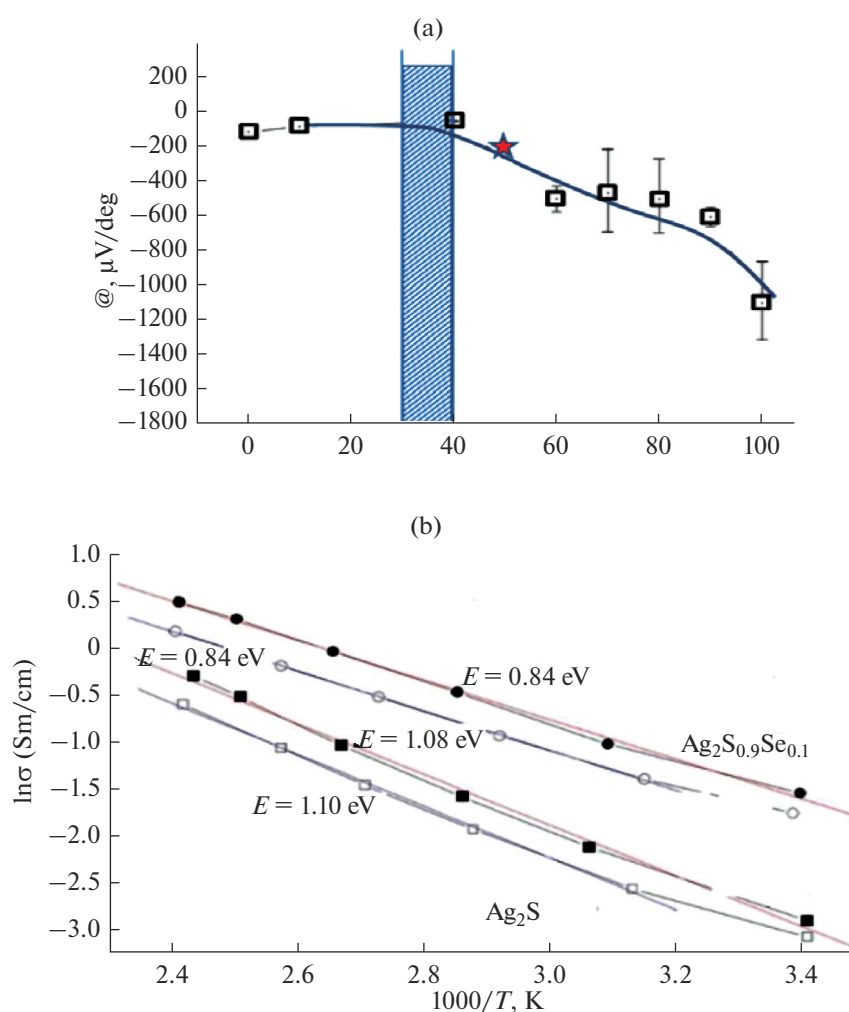 (a)
200
0
−200
−400
−600
−800
−1000
−1200
−1400
−1600
−1800
@, µV/deg
0 20 40 60 80 100
(b)
1.0
0.5
0
−0.5
−1.0
−1.5
−2.0
−2.5
−3.0
lnσ (Sm/cm)
E = 0.84 eV
E = 0.84 eV
E = 1.08 eV
Ag₂S₀.₉Se₀.₁
E = 1.10 eV
Ag₂S
2.4 2.6 2.8 3.0 3.2 3.4
1000/T, K